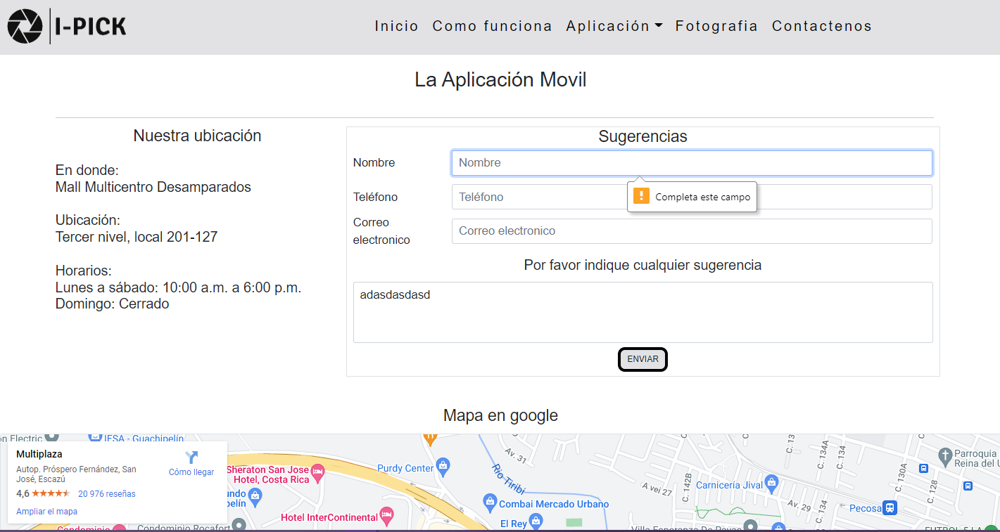 I-PICK
Inicio Como funciona Aplicación Fotografia Contactenos
La Aplicación Movil
Nuestra ubicación
En donde:
Mall Multicentro Desamparados
Ubicación:
Tercer nivel, local 201-127
Horarios:
Lunes a sábado: 10:00 a.m. a 6:00 p.m.
Domingo: Cerrado
Sugerencias
Nombre
Nombre
Teléfono
Teléfono
Completa este campo
Correo
electronico
Correo electronico
Por favor indique cualquier sugerencia
adasdasdasd
ENVIAR
Mapa en google
n Electric
IESA - Guachipelín
Multiplaza
Autop. Próspero Fernández, San
José, Escazú
4,6
20 976 reseñas
Ampliar el mapa
Cómo llegar
Sheraton San Jose
Hotel, Costa Rica
undo
pelín
Hotel InterContinental
Condominio
Condominio Rocafort
Purdy Center
Río Tiribí
Av. 31
Combai Mercado Urbano
El Rey
A vei 27
C. 142B
Carnicería Jival
Av. 29
C. 134
C. 134A
C. 134
C. 13
C. 130A
C. 128
Pecosa
Parroquia
Reina del U
Villa Esperanza De Pavas
FUTBOL 5 LA